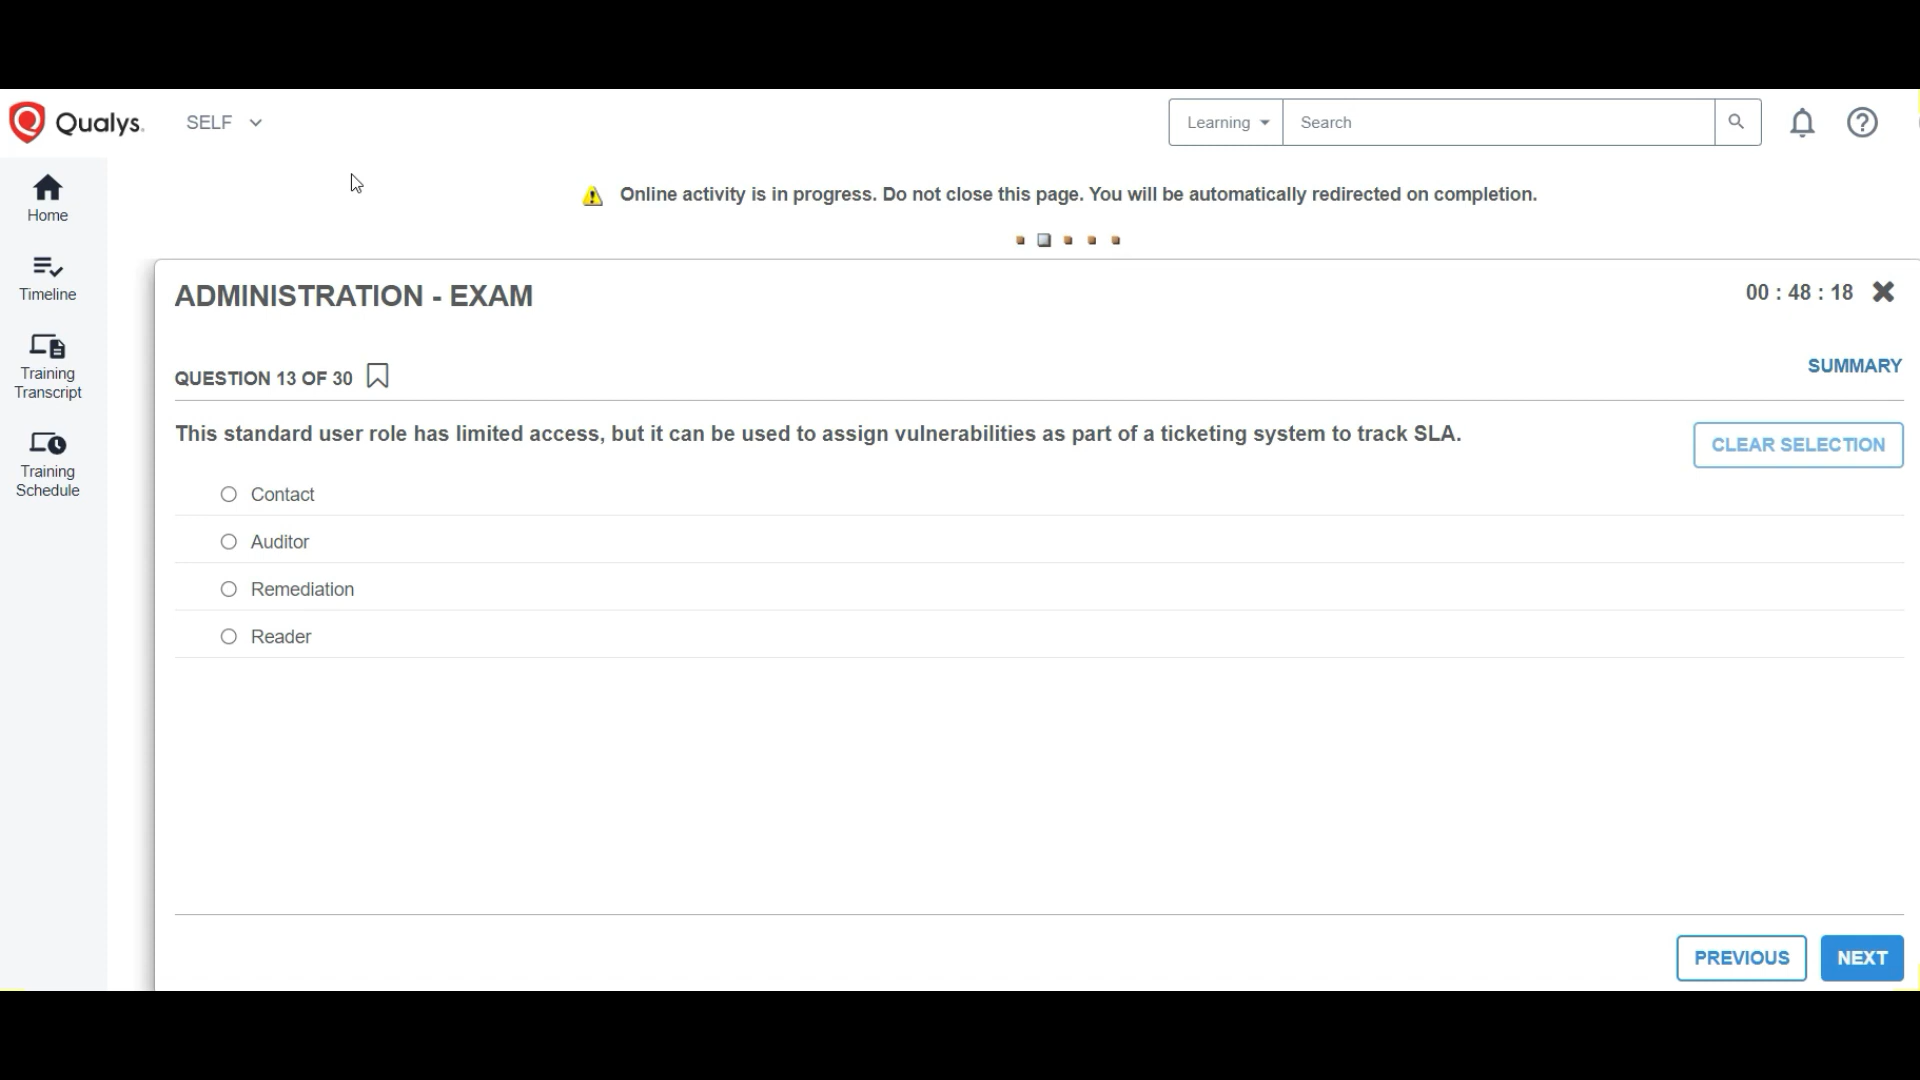 Qualys.
SELF
Learning
Search
Home
Timeline
Training
Transcript
Training
Schedule
Online activity is in progress. Do not close this page. You will be automatically redirected on completion.
ADMINISTRATION - EXAM
00 : 48 : 18
QUESTION 13 OF 30
SUMMARY
This standard user role has limited access, but it can be used to assign vulnerabilities as part of a ticketing system to track SLA.
CLEAR SELECTION
Contact
Auditor
Remediation
Reader
PREVIOUS
NEXT